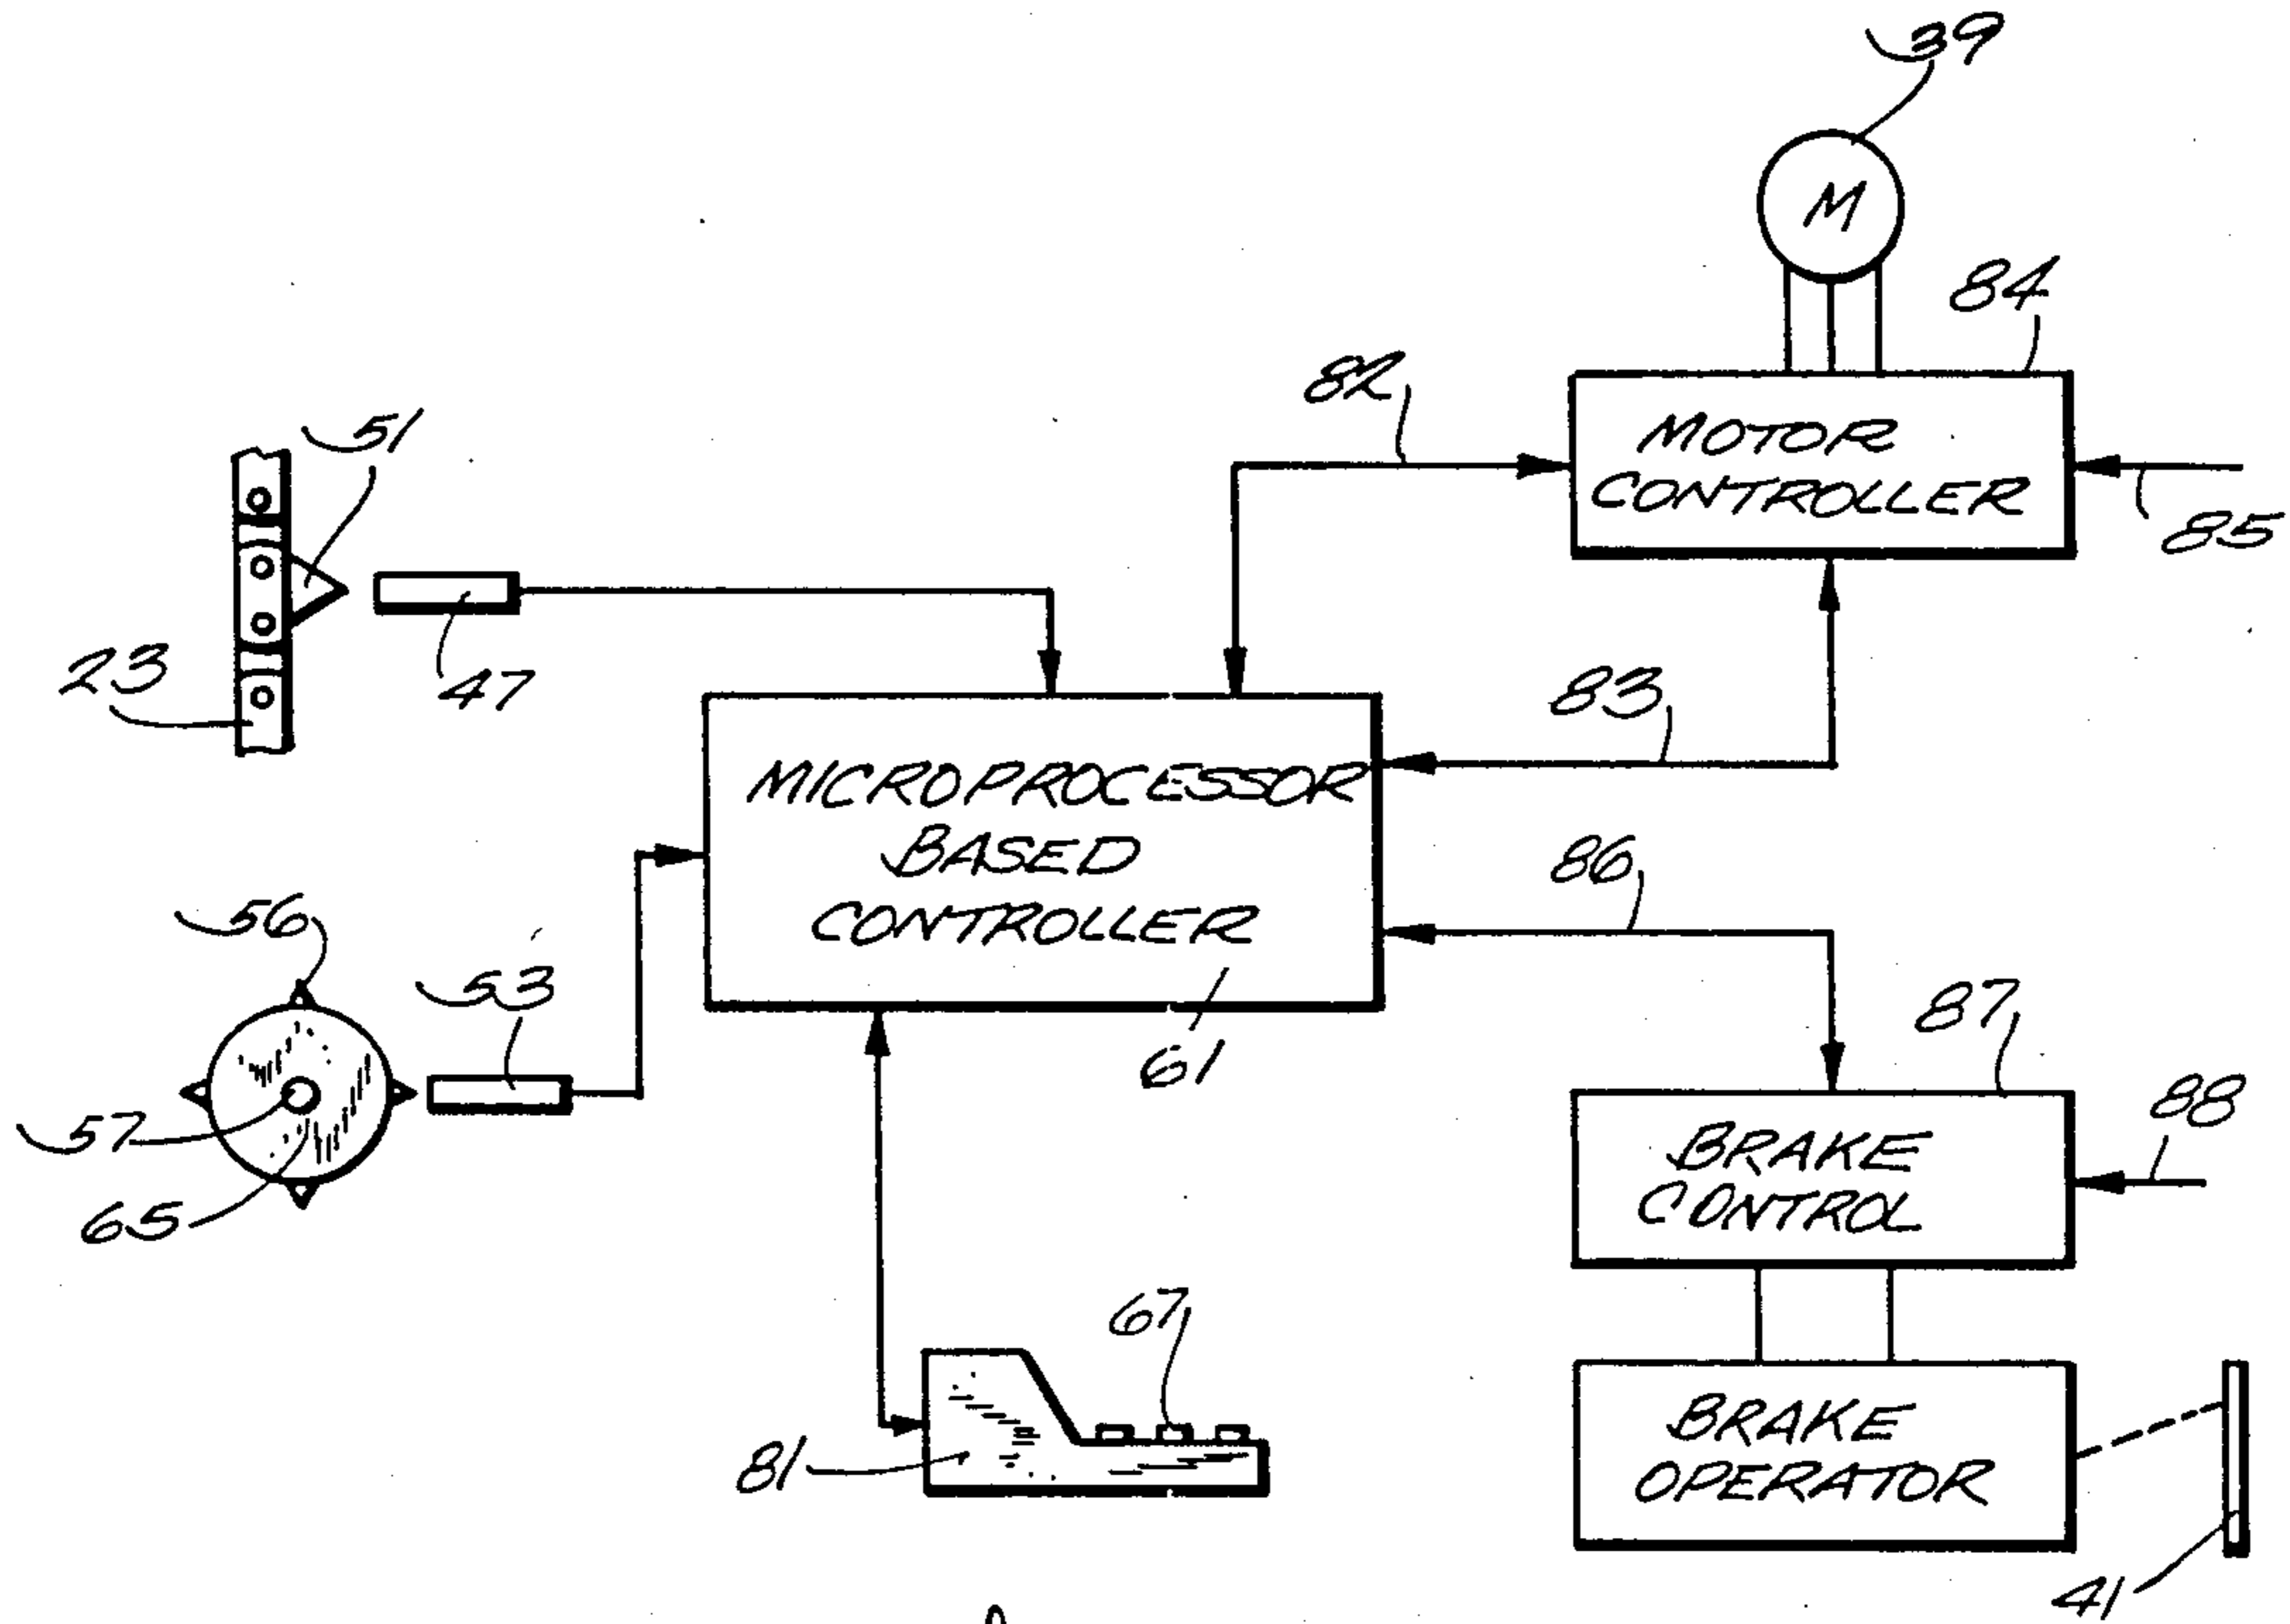 39
M
84
82
MOTOR
CONTROLLER
85
51
23
47
83
MICROPROCESSOR
BASED
CONTROLLER
61
86
56
53
57
65
87
88
BRAKE
CONTROL
67
81
BRAKE
OPERATOR
41